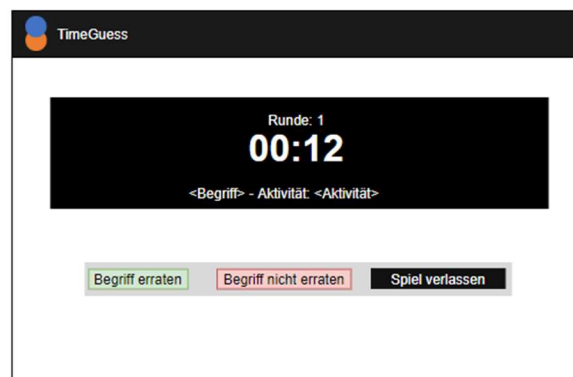 TimeGuess
Runde: 1
00:12
<Begriff> - Aktivität: <Aktivität>
Begriff erraten
Begriff nicht erraten
Spiel verlassen